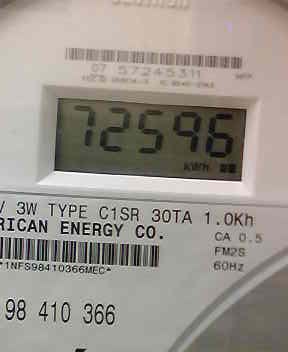 07 57245311
72596
kWh
V 3W TYPE C1SR 30TA 1.0Kh
RICAN ENERGY CO.
CA 0.5
FM2S
60Hz
*1NFS98410366MEC*
98 410 366